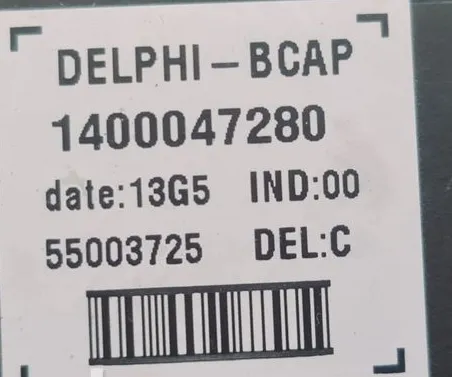 DELPHI-BCAP
1400047280
date:13G5 IND:00
55003725 DEL:C